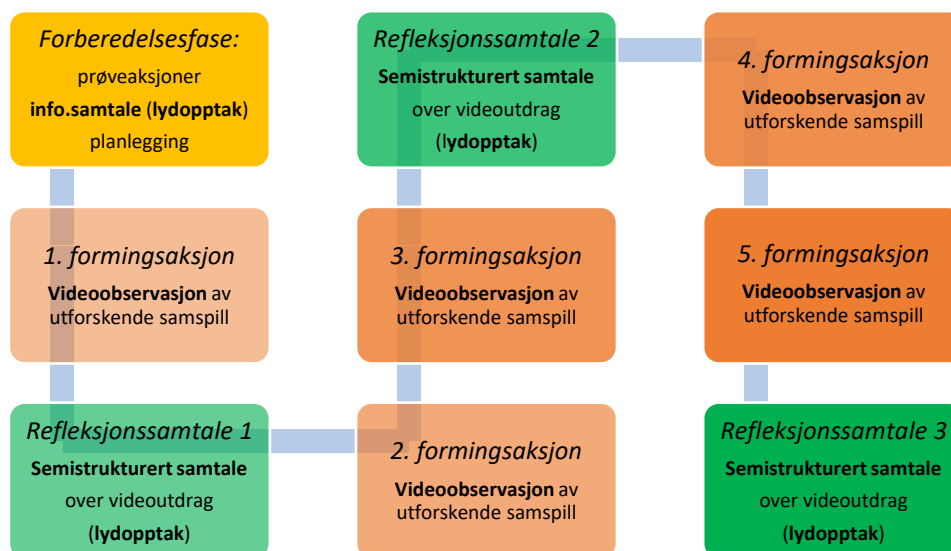 Forberedelsesfase:
prøveaksjoner
info.samtale (lydopptak)
planlegging
1. formingsaksjon
Videoobservasjon av
utforskende samspill
Refleksjonssamtale 1
Semistrukturert samtale
over videoutdrag
(lydopptak)
2. formingsaksjon
Videoobservasjon av
utforskende samspill
3. formingsaksjon
Videoobservasjon av
utforskende samspill
Refleksjonssamtale 2
Semistrukturert samtale
over videoutdrag
(lydopptak)
4. formingsaksjon
Videoobservasjon av
utforskende samspill
5. formingsaksjon
Videoobservasjon av
utforskende samspill
Refleksjonssamtale 3
Semistrukturert samtale
over videoutdrag
(lydopptak)